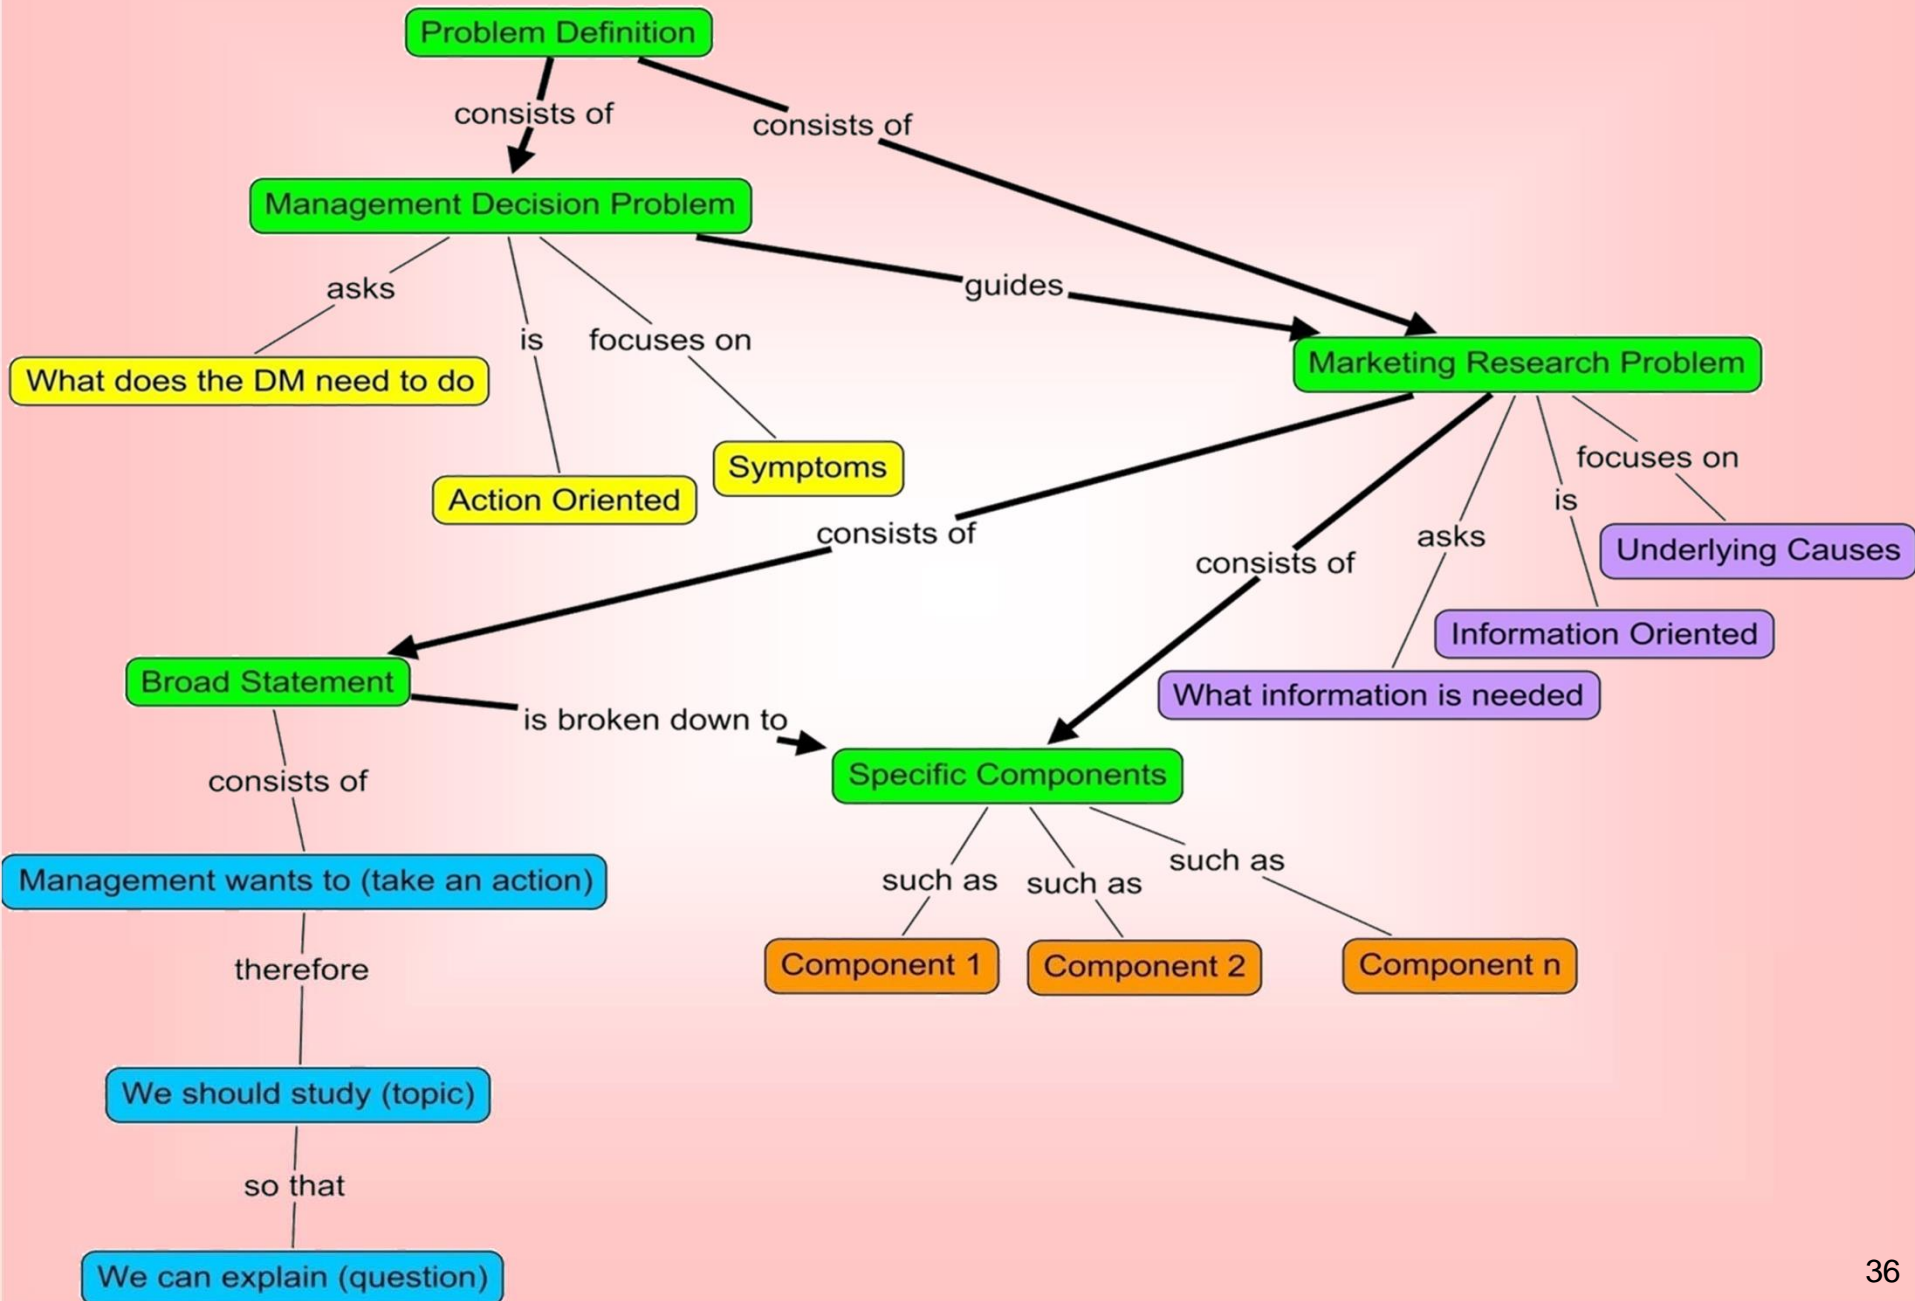 Problem Definition
consists of
consists of
Management Decision Problem
guides
asks
is
focuses on
Marketing Research Problem
What does the DM need to do
Symptoms
Action Oriented
focuses on
is
asks
consists of
consists of
Underlying Causes
Information Oriented
What information is needed
Broad Statement
is broken down to
Specific Components
consists of
such as
such as
such as
Management wants to (take an action)
Component 1
Component 2
Component n
therefore
We should study (topic)
so that
We can explain (question)
36